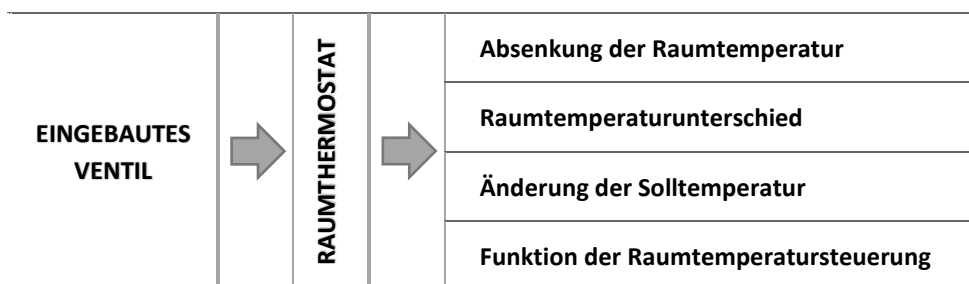 EINGEBAUTES
VENTIL
RAUMTHERMOSTAT
Absenkung der Raumtemperatur
Raumtemperaturunterschied
Änderung der Solltemperatur
Funktion der Raumtemperatursteuerung